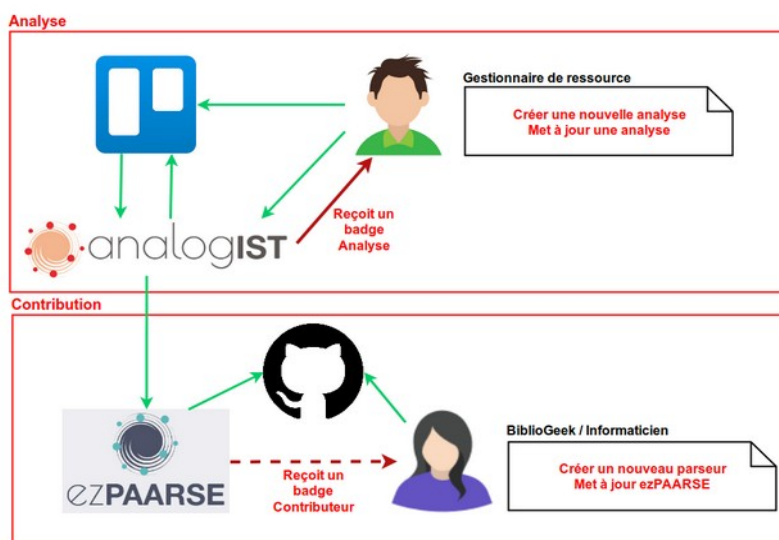 Analyse
Gestionnaire de ressource
Créer une nouvelle analyse
Met à jour une analyse
Reçoit un
badge
Analyse
analogIST
Contribution
BiblioGeek / Informaticien
Créer un nouveau parseur
Met à jour ezPAARSE
Reçoit un
badge
Contributeur
ezPAARSE